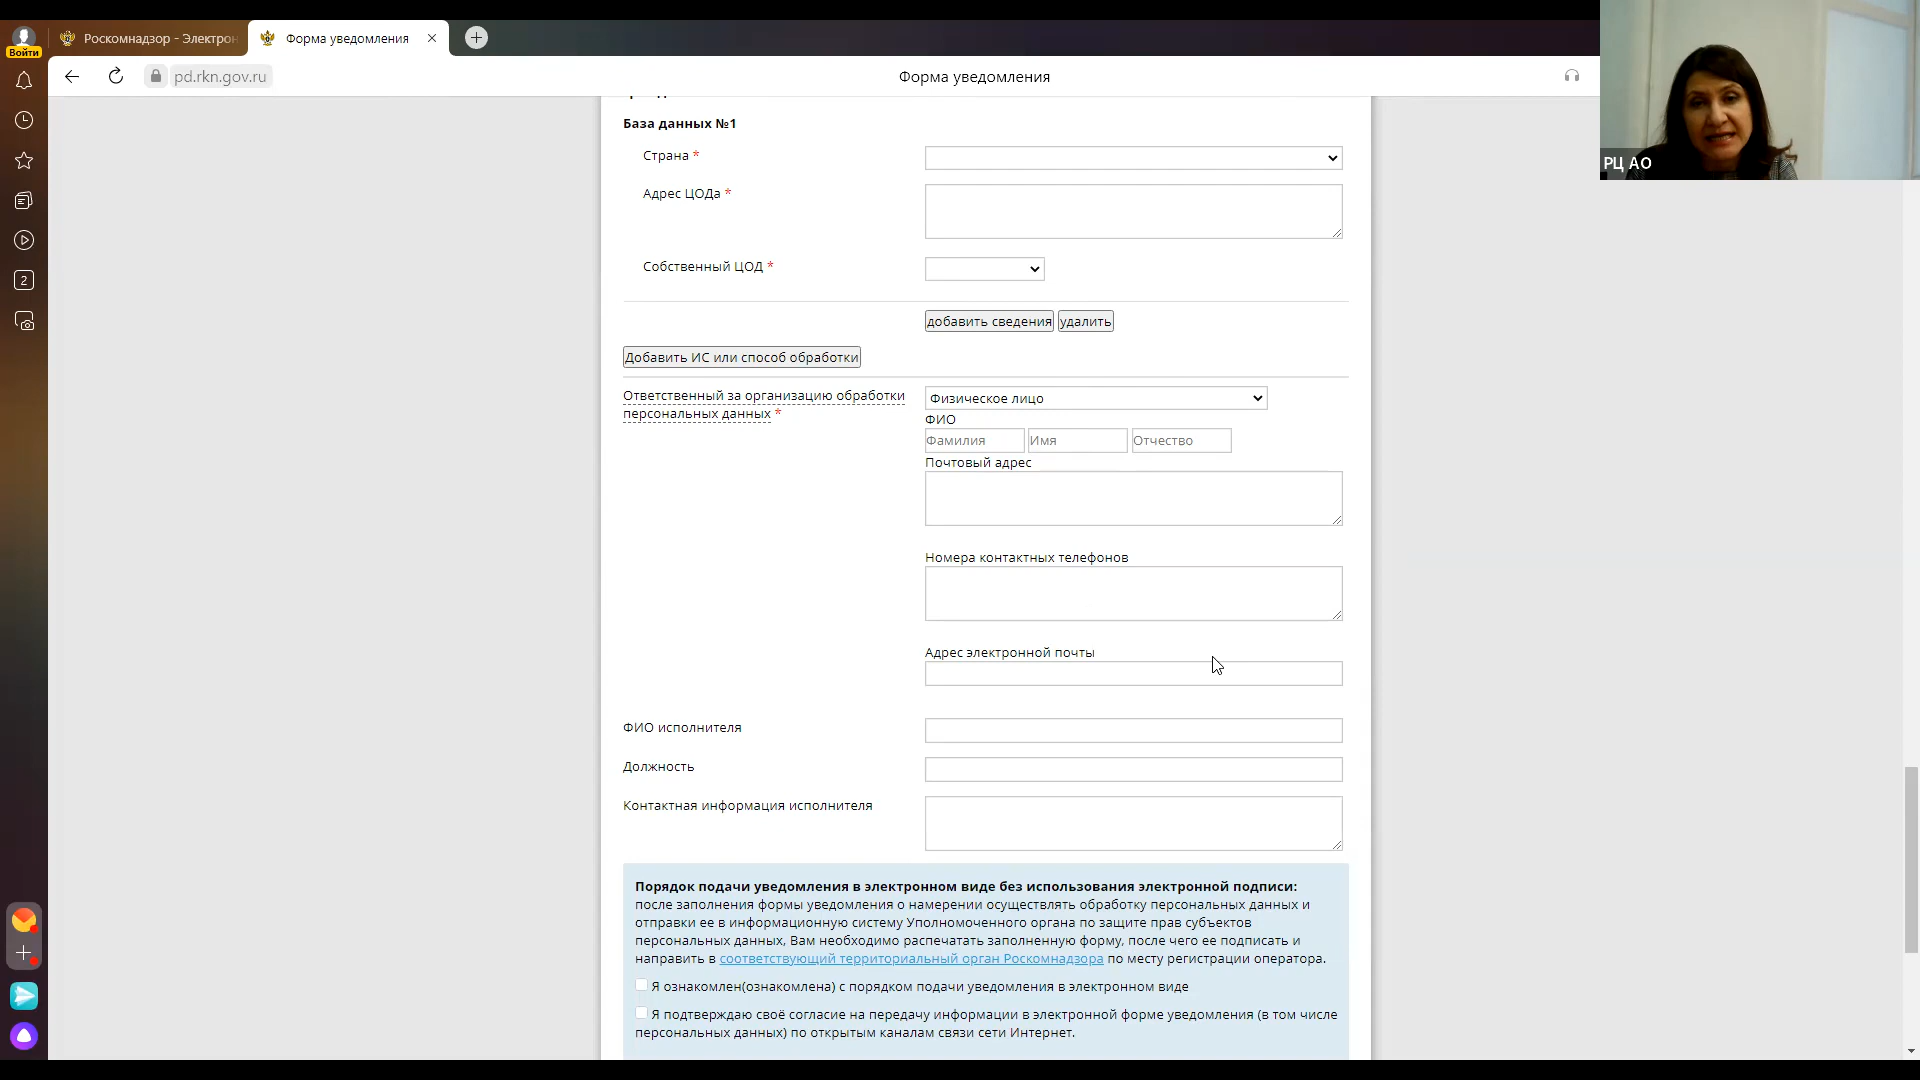 Войти
Роскомнадзор - Электрон
Форма уведомления
pd.rkn.gov.ru
Форма уведомления
РЦ АО
2
База данных №1
Страна *
Адрес ЦОДа *
Собственный ЦОД *
добавить сведения удалить
Добавить ИС или способ обработки
Ответственный за организацию обработки
персональных данных *
Физическое лицо
ФИО
Фамилия Имя Отчество
Почтовый адрес
Номера контактных телефонов
Адрес электронной почты
ФИО исполнителя
Должность
Контактная информация исполнителя
Порядок подачи уведомления в электронном виде без использования электронной подписи:
после заполнения формы уведомления о намерении осуществлять обработку персональных данных и
отправки ее в информационную систему Уполномоченного органа по защите прав субъектов
персональных данных, Вам необходимо распечатать заполненную форму, после чего ее подписать и
направить в соответствующий территориальный орган Роскомнадзора по месту регистрации оператора.
Я ознакомлен(ознакомлена) с порядком подачи уведомления в электронном виде
Я подтверждаю своё согласие на передачу информации в электронной форме уведомления (в том числе
персональных данных) по открытым каналам связи сети Интернет.